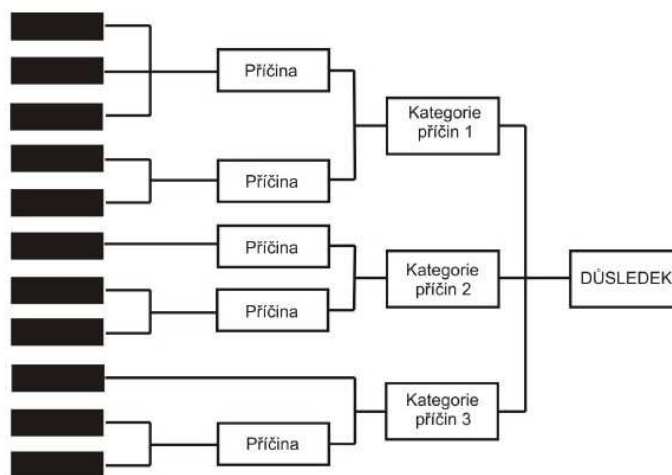 Příčina
Kategorie
příčin 1
Příčina
Příčina
Kategorie
příčin 2
DŮSLEDEK
Příčina
Kategorie
příčin 3
Příčina